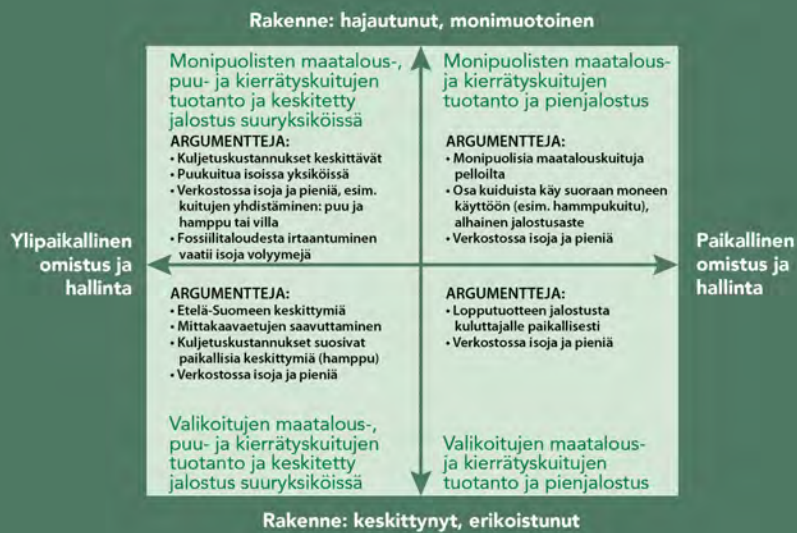 Rakenne: hajautunut, monimuotoinen
Monipuolisten maatalous-,
puu- ja kierrätyskuitujen
tuotanto ja keskitetty
jalostus suuryksiköissä
ARGUMENTTEJA:
• Kuljetuskustannukset keskittävät
• Puukuitua isoissa yksiköissä
• Verkostossa isoja ja pieniä, esim.
kuitujen yhdistäminen: puu ja
hamppu tai villa
• Fossiilitaloudesta irtaantuminen
vaatii isoja volyymejä
Monipuolisten maatalous-
ja kierrätyskuitujen
tuotanto ja pienjalostus
ARGUMENTTEJA:
• Monipuolisia maatalouskuituja
pelloilta
• Osa kuiduista käy suoraan moneen
käyttöön (esim. hammpukuitu),
alhainen jalostusaste
• Verkostossa isoja ja pieniä
Ylipaikallinen
omistus ja
hallinta
Paikallinen
omistus ja
hallinta
ARGUMENTTEJA:
• Etelä-Suomeen keskittymiä
• Mittakaavaetujen saavuttaminen
• Kuljetuskustannukset suosivat
paikallisia keskittymiä (hamppu)
• Verkostossa isoja ja pieniä
Valikoitujen maatalous-,
puu- ja kierrätyskuitujen
tuotanto ja keskitetty
jalostus suuryksiköissä
ARGUMENTTEJA:
• Lopputuotteen jalostusta
kuluttajalle paikallisesti
• Verkostossa isoja ja pieniä
Valikoitujen maatalous-
ja kierrätyskuitujen
tuotanto ja pienjalostus
Rakenne: keskittynyt, erikoistunut